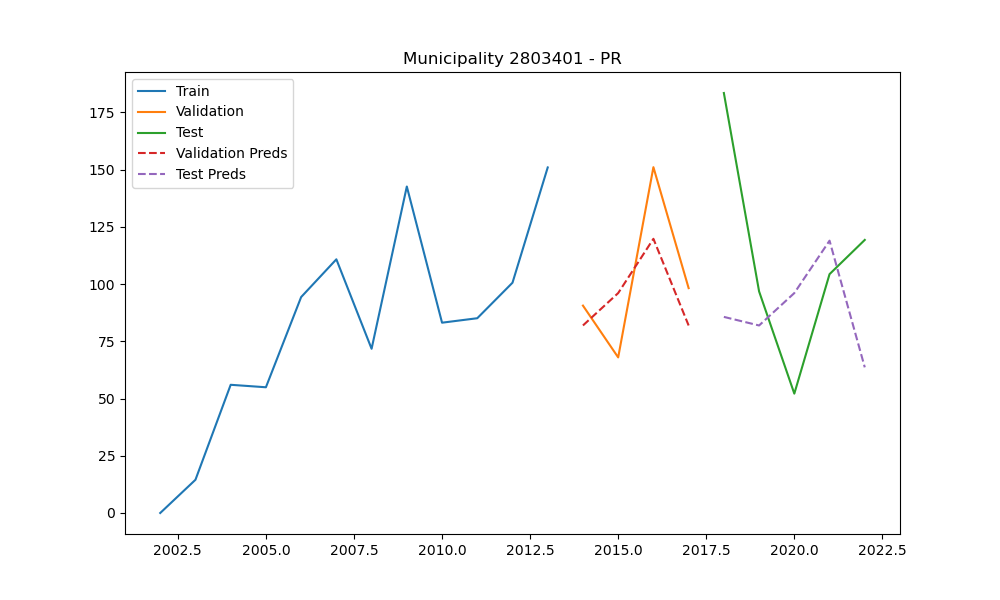 Municipality 2803401 - PR
Train
Validation
Test
Validation Preds
Test Preds
175
150
125
100
75
50
25
0
2002.5 2005.0 2007.5 2010.0 2012.5 2015.0 2017.5 2020.0 2022.5